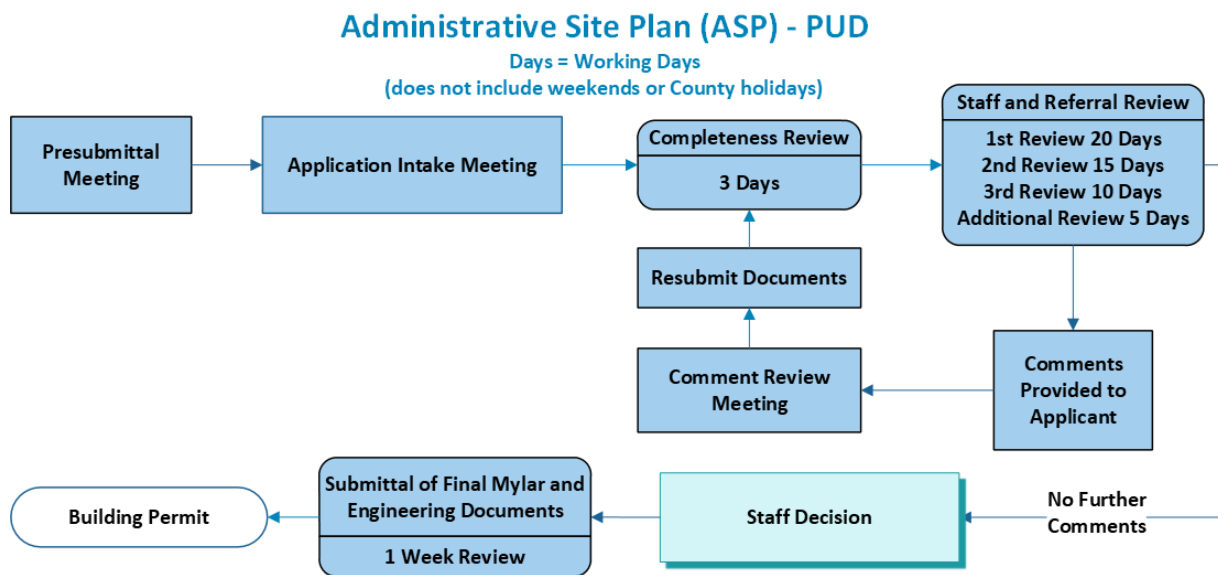 Administrative Site Plan (ASP) - PUD
Days = Working Days
(does not include weekends or County holidays)
Presubmittal
Meeting
Application Intake Meeting
Completeness Review
3 Days
Staff and Referral Review
1st Review 20 Days
2nd Review 15 Days
3rd Review 10 Days
Additional Review 5 Days
Resubmit Documents
Comment Review
Meeting
Comments
Provided to
Applicant
Building Permit
Submittal of Final Mylar and
Engineering Documents
1 Week Review
Staff Decision
No Further
Comments